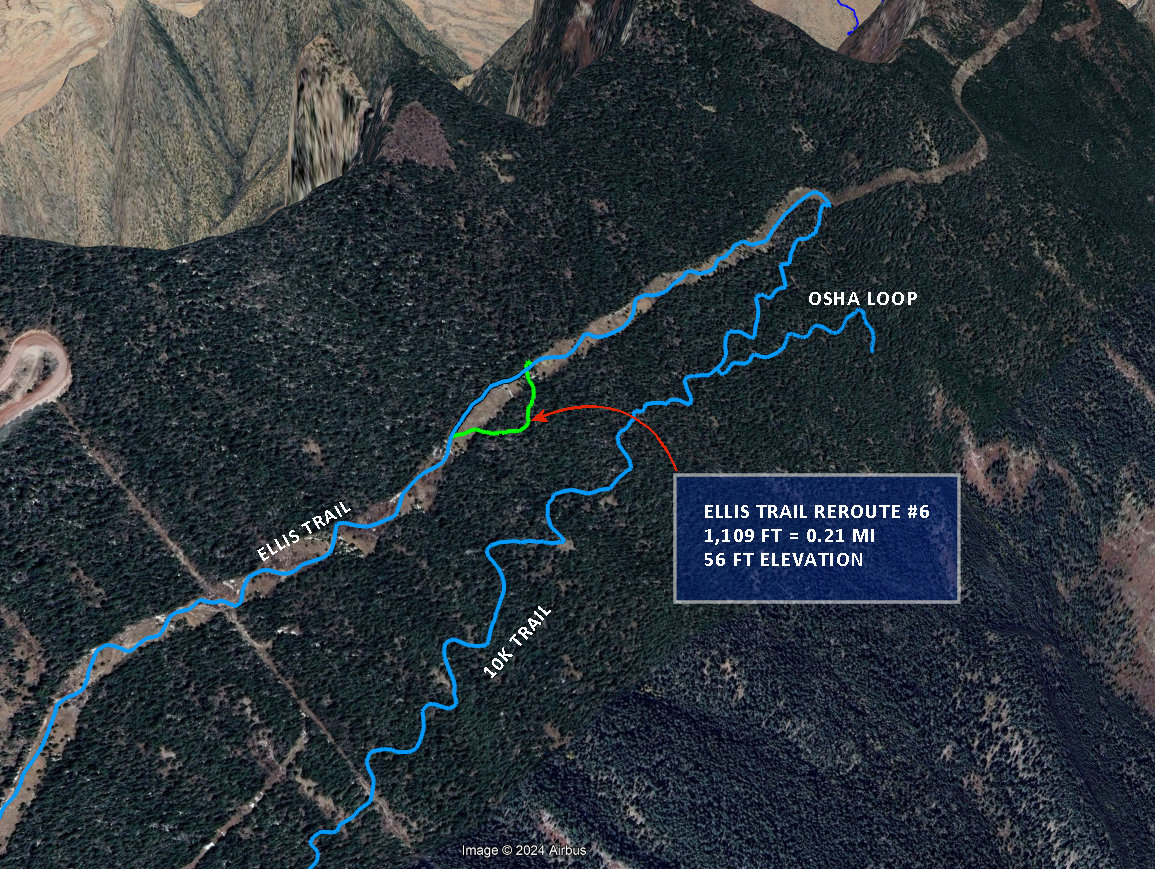 OSHA LOOP
ELLIS TRAIL REROUTE #6
1,109 FT = 0.21 MI
56 FT ELEVATION
ELLIS TRAIL
10K TRAIL
Image © 2024 Airbus